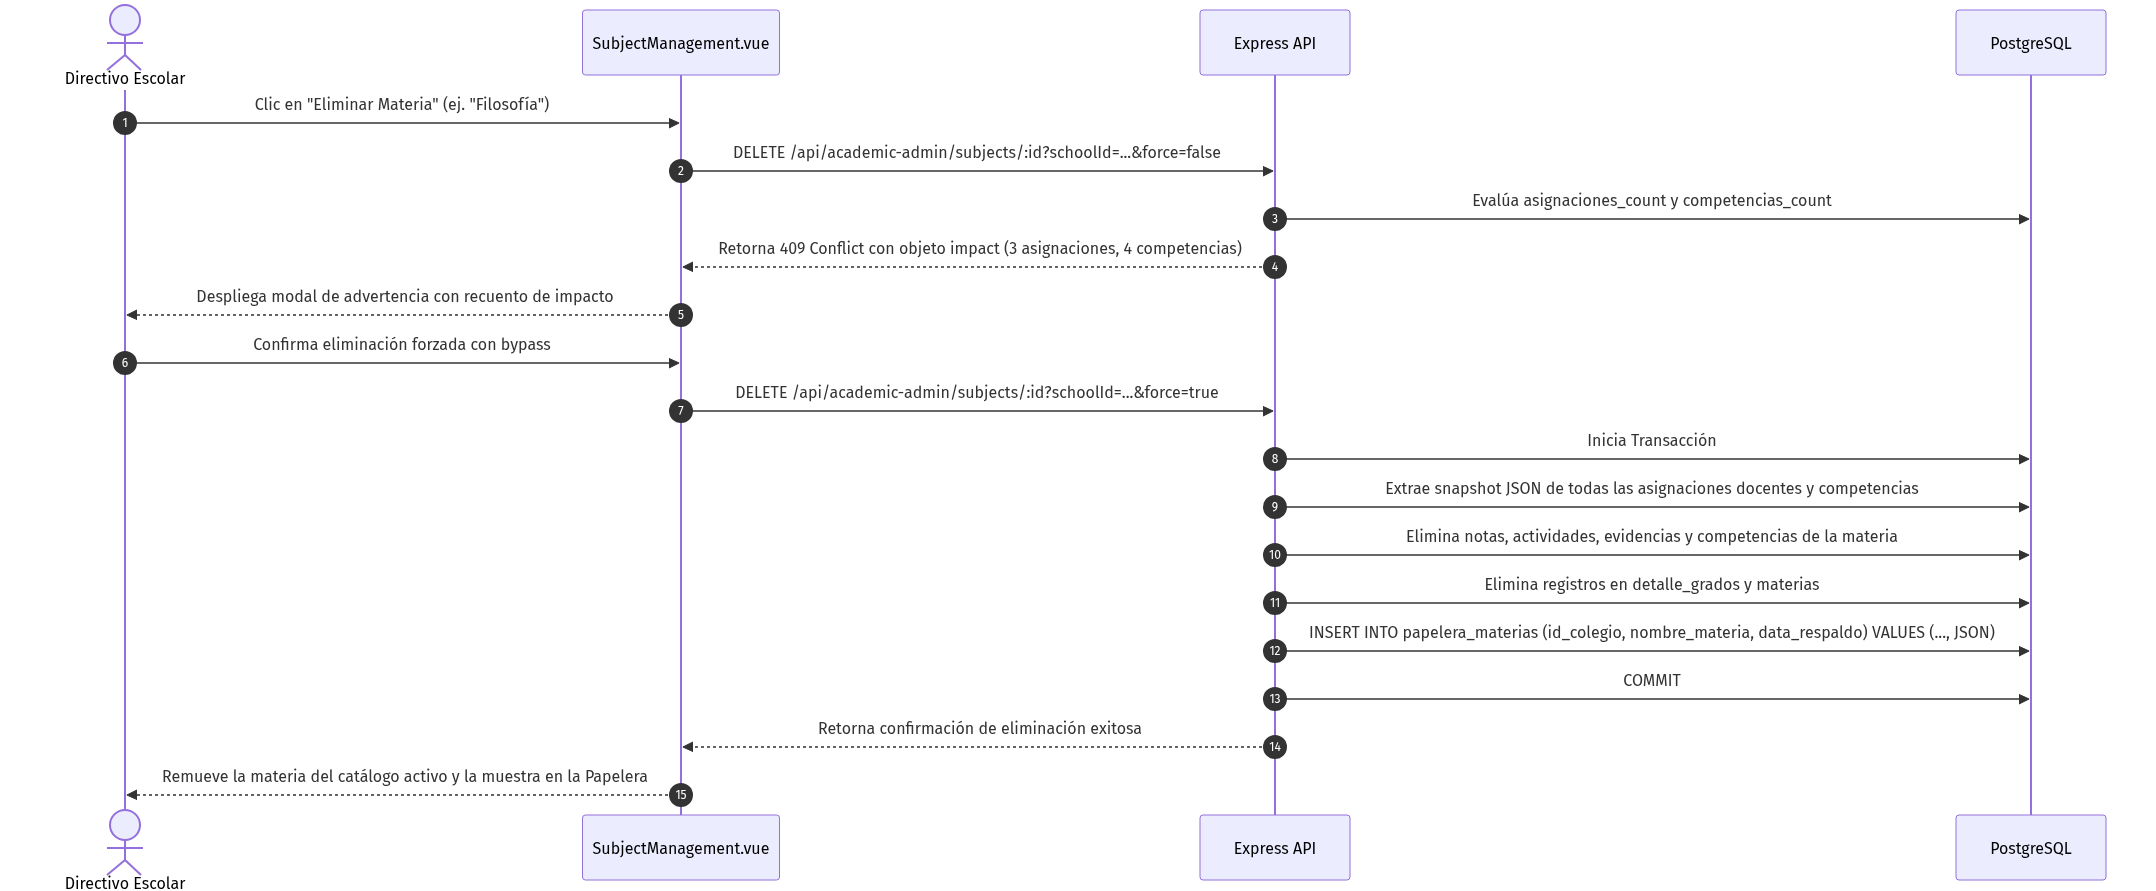 Directivo Escolar
SubjectManagement.vue
Express API
PostgreSQL
Clic en "Eliminar Materia" (ej. "Filosofía")
1
DELETE /api/academic-admin/subjects/:id?schoolId=...&force=false
2
Evalúa asignaciones_count y competencias_count
3
Retorna 409 Conflict con objeto impact (3 asignaciones, 4 competencias)
4
Despliega modal de advertencia con recuento de impacto
5
Confirma eliminación forzada con bypass
6
DELETE /api/academic-admin/subjects/:id?schoolId=...&force=true
7
Inicia Transacción
8
Extrae snapshot JSON de todas las asignaciones docentes y competencias
9
Elimina notas, actividades, evidencias y competencias de la materia
10
Elimina registros en detalle_grados y materias
11
INSERT INTO papelera_materias (id_colegio, nombre_materia, data_respaldo) VALUES (..., JSON)
12
COMMIT
13
Retorna confirmación de eliminación exitosa
14
Remueve la materia del catálogo activo y la muestra en la Papelera
15
Directivo Escolar
SubjectManagement.vue
Express API
PostgreSQL